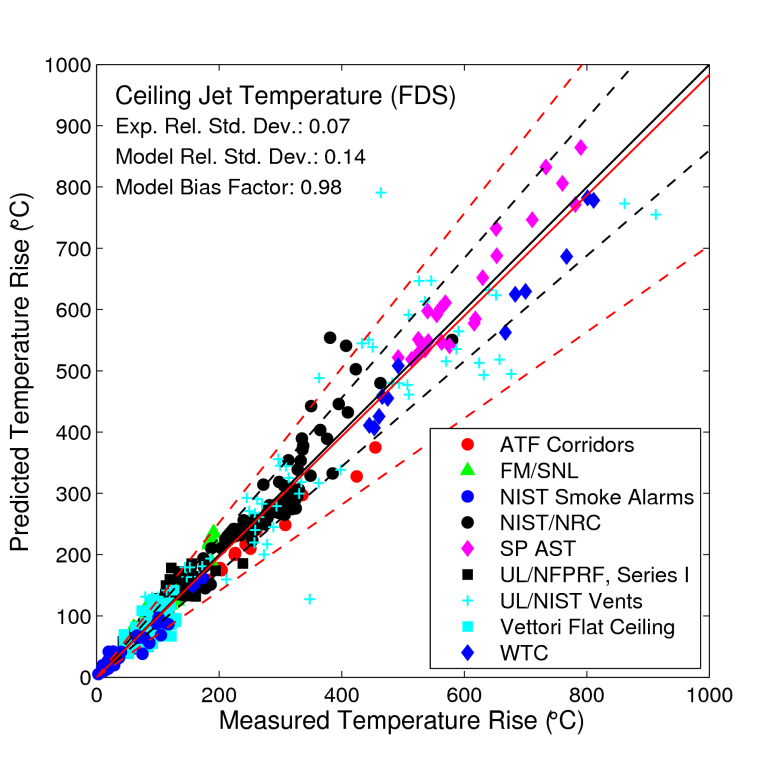 Ceiling Jet Temperature (FDS)
Exp. Rel. Std. Dev.: 0.07
Model Rel. Std. Dev.: 0.14
Model Bias Factor: 0.98
Predicted Temperature Rise (°C)
1000
900
800
700
600
500
400
300
200
100
0
ATF Corridors
FM/SNL
NIST Smoke Alarms
NIST/NRC
SP AST
UL/NFPRF, Series I
UL/NIST Vents
Vettori Flat Ceiling
WTC
0 200 400 600 800 1000
Measured Temperature Rise (°C)